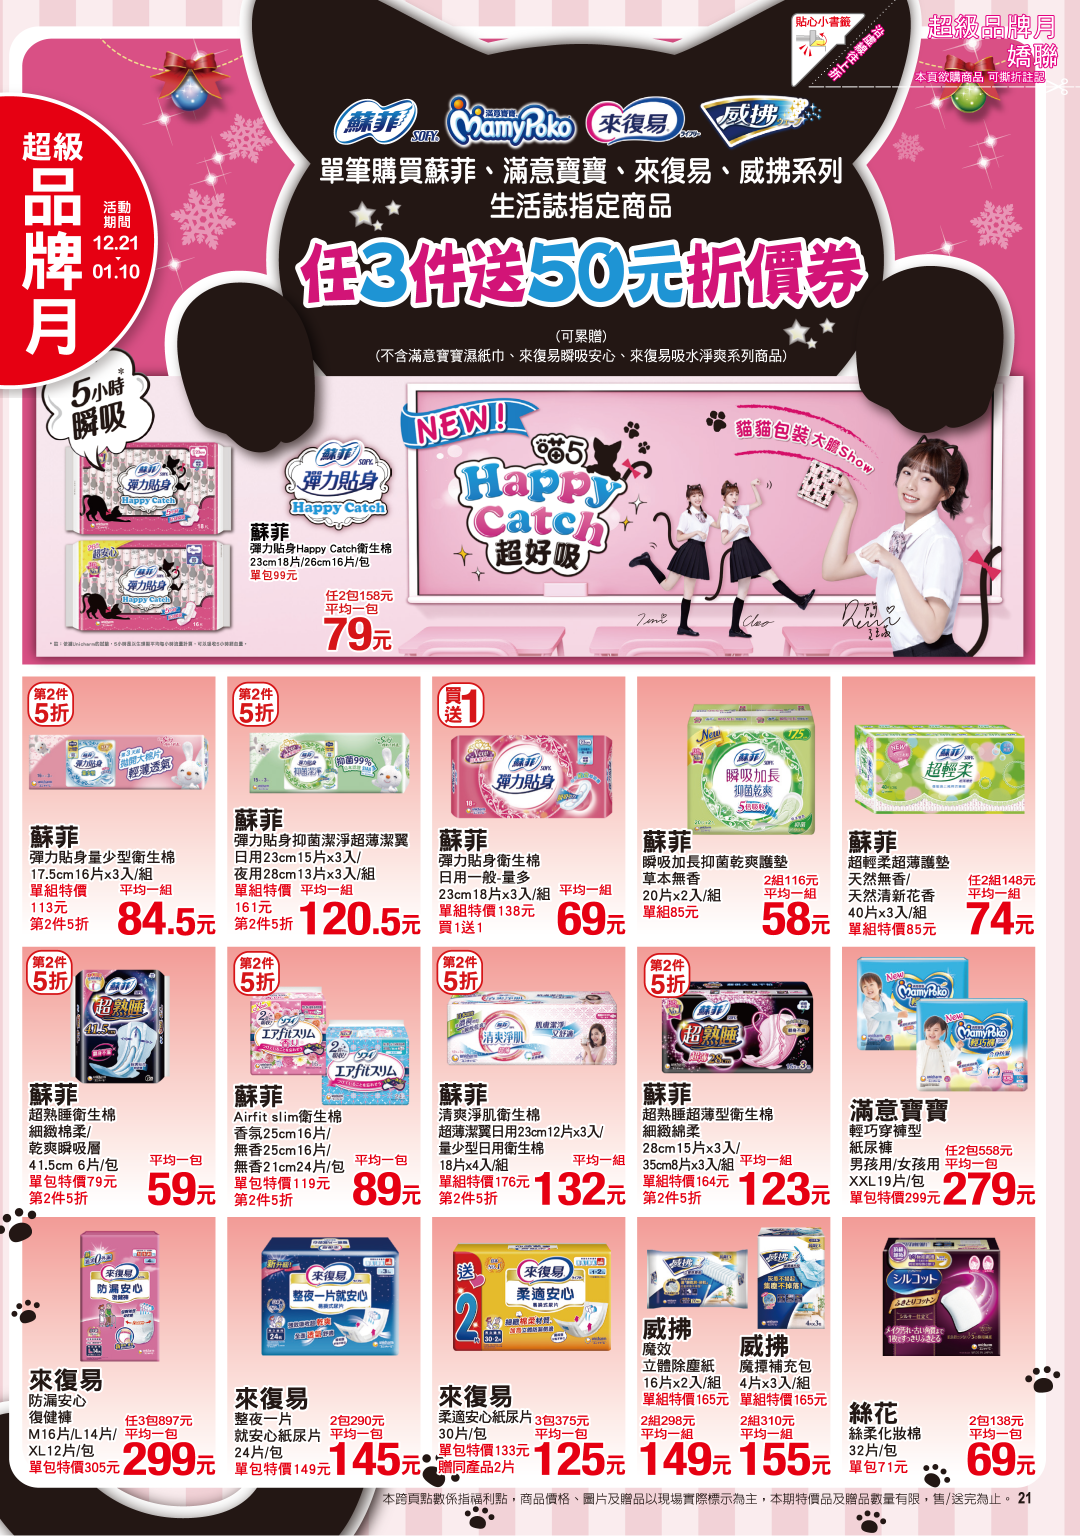 貼心小書籤
沿虛線往上折
超級品牌月
嬌聯
本頁欲購商品 可撕折註記
超級
品牌月
活動
期間
12.21
01.10
蘇菲 SOFY.
滿意寶寶 MamyPoko
來復易
威拂
單筆購買蘇菲、滿意寶寶、來復易、威拂系列
生活誌指定商品
任3件送50元折價券
(可累贈)
(不含滿意寶寶濕紙巾、來復易瞬吸安心、來復易吸水淨爽系列商品)
5小時*
瞬吸
蘇菲 SOFY.
彈力貼身
Happy Catch
NEW!
喵5
Happy
Catch
超好吸
貓貓包裝大膽Show
蘇菲
彈力貼身Happy Catch衛生棉
23cm18片/26cm16片/包
單包99元
任2包158元
平均一包
79元
第2件
5折
蘇菲
彈力貼身量少型衛生棉
17.5cm16片x3入/組
單組特價
113元
第2件5折
平均一組
84.5元
第2件
5折
蘇菲
彈力貼身抑菌潔淨超薄潔翼
日用23cm15片x3入/
夜用28cm13片x3入/組
單組特價
161元
第2件5折
平均一組
120.5元
買1
送
蘇菲
彈力貼身衛生棉
日用一般-量多
23cm18片x3入/組
單組特價138元
買1送1
平均一組
69元
蘇菲
瞬吸加長抑菌乾爽護墊
草本無香
20片x2入/組
單組85元
2組116元
平均一組
58元
蘇菲
超輕柔超薄護墊
天然無香/
天然清新花香
40片x3入/組
單組特價85元
任2組148元
平均一組
74元
第2件
5折
蘇菲
超熟睡衛生棉
細緻棉柔/
乾爽瞬吸層
41.5cm 6片/包
單包特價79元
第2件5折
平均一包
59元
第2件
5折
蘇菲
Airfit slim衛生棉
香氛25cm16片/
無香25cm16片/
無香21cm24片/包
單包特價119元
第2件5折
平均一包
89元
第2件
5折
蘇菲
清爽淨肌衛生棉
超薄潔翼日用23cm12片x3入/
量少型日用衛生棉
18片x4入/組
單組特價176元
第2件5折
平均一組
132元
第2件
5折
蘇菲
超熟睡超薄型衛生棉
細緻綿柔
28cm15片x3入/
35cm8片x3入/組
單組特價164元
第2件5折
平均一組
123元
滿意寶寶
輕巧穿褲型
紙尿褲
男孩用/女孩用
XXL19片/包
單包特價299元
任2包558元
平均一包
279元
來復易
防漏安心
復健褲
M16片/L14片/
XL12片/包
單包特價305元
任3包897元
平均一包
299元
來復易
整夜一片
就安心紙尿片
24片/包
單包特價149元
2包290元
平均一包
145元
來復易
柔適安心紙尿片
30片/包
單包特價133元
贈同產品2片
3包375元
平均一包
125元
威拂
魔效
立體除塵紙
16片x2入/組
單組特價165元
2組298元
平均一組
149元
威拂
魔撢補充包
4片x3入/組
單組特價165元
2組310元
平均一組
155元
絲花
絲柔化妝棉
32片/包
單包71元
2包138元
平均一包
69元
本跨頁點數係指福利點，商品價格、圖片及贈品以現場實際標示為主，本期特價品及贈品數量有限，售/送完為止。 21